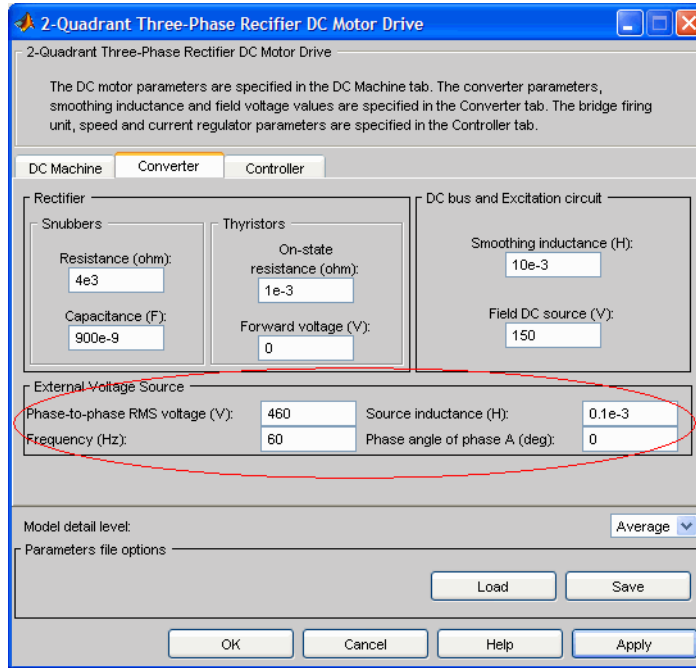 2-Quadrant Three-Phase Rectifier DC Motor Drive
2-Quadrant Three-Phase Rectifier DC Motor Drive
The DC motor parameters are specified in the DC Machine tab. The converter parameters,
smoothing inductance and field voltage values are specified in the Converter tab. The bridge firing
unit, speed and current regulator parameters are specified in the Controller tab.
DC Machine
Converter
Controller
Rectifier
Snubbers
Resistance (ohm):
4e3
Capacitance (F):
900e-9
Thyristors
On-state
resistance (ohm):
1e-3
Forward voltage (V):
0
DC bus and Excitation circuit
Smoothing inductance (H):
10e-3
Field DC source (V):
150
External Voltage Source
Phase-to-phase RMS voltage (V): 460 Source inductance (H): 0.1e-3
Frequency (Hz): 60 Phase angle of phase A (deg): 0
Model detail level: Average
Parameters file options
Load Save
OK Cancel Help Apply